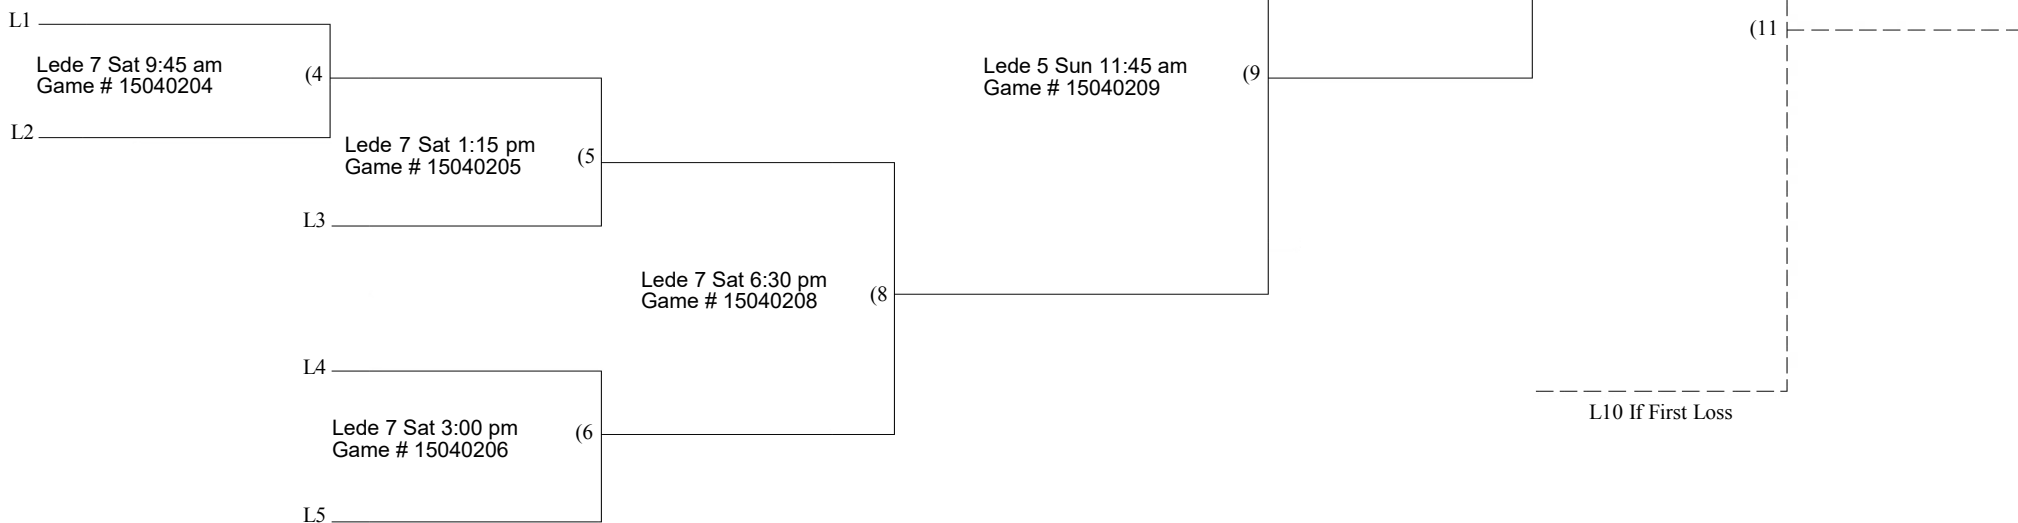 L1
Lede 7 Sat 9:45 am
Game # 15040204
(4
L2
Lede 7 Sat 1:15 pm
Game # 15040205
(5
L3
Lede 7 Sat 6:30 pm
Game # 15040208
(8
L4
Lede 7 Sat 3:00 pm
Game # 15040206
(6
L5
Lede 5 Sun 11:45 am
Game # 15040209
(9
(11
L10 If First Loss